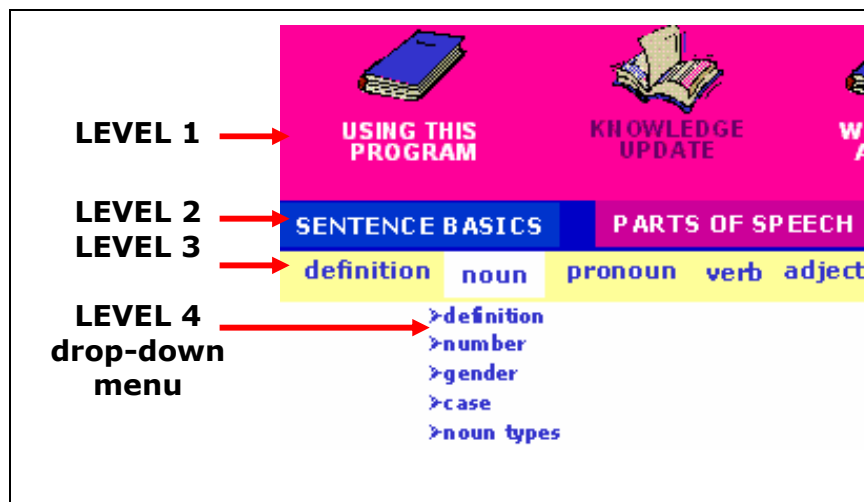 LEVEL 1
USING THIS
PROGRAM
KNOWLEDGE
UPDATE
W
A
LEVEL 2
SENTENCE BASICS
PARTS OF SPEECH
LEVEL 3
definition
noun
pronoun
verb
adject
LEVEL 4
drop-down
menu
>definition
>number
>gender
>case
>noun types